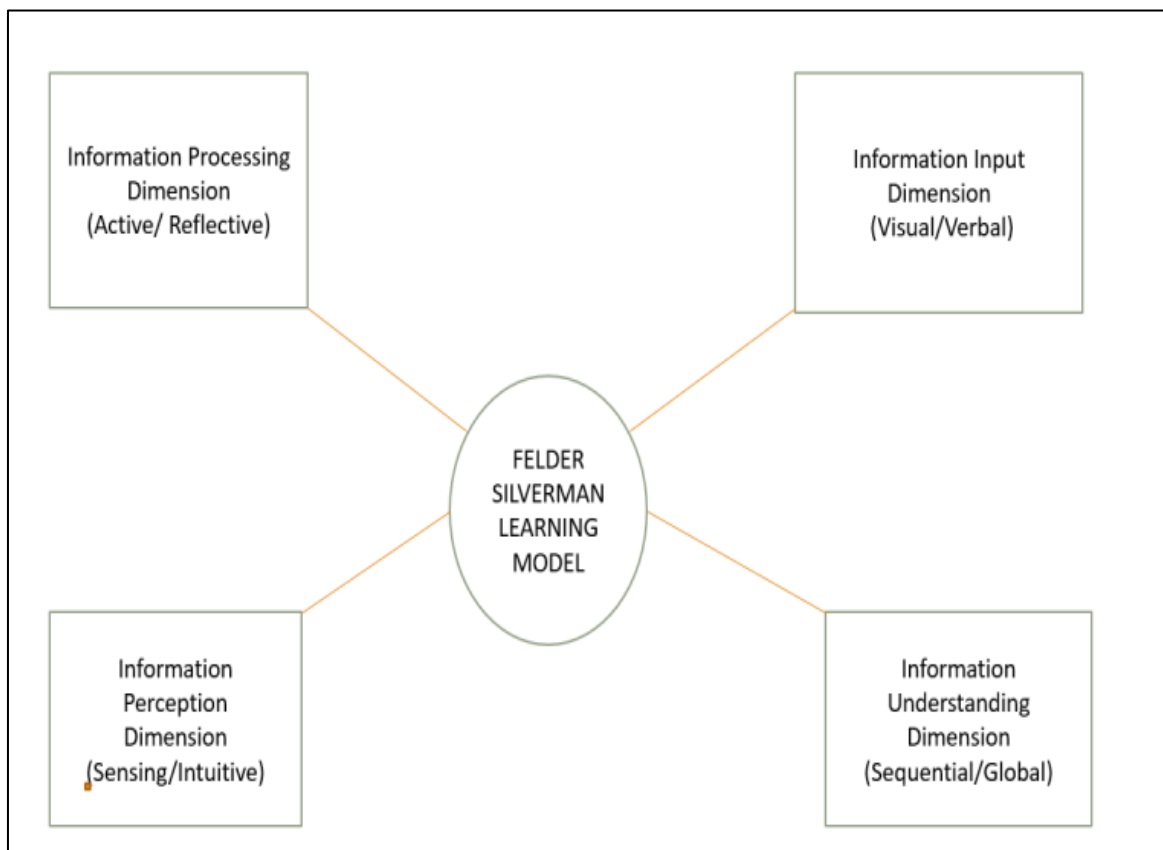 Information Processing
Dimension
(Active/ Reflective)
Information Input
Dimension
(Visual/Verbal)
FELDER
SILVERMAN
LEARNING
MODEL
Information
Perception
Dimension
(Sensing/Intuitive)
Information
Understanding
Dimension
(Sequential/Global)